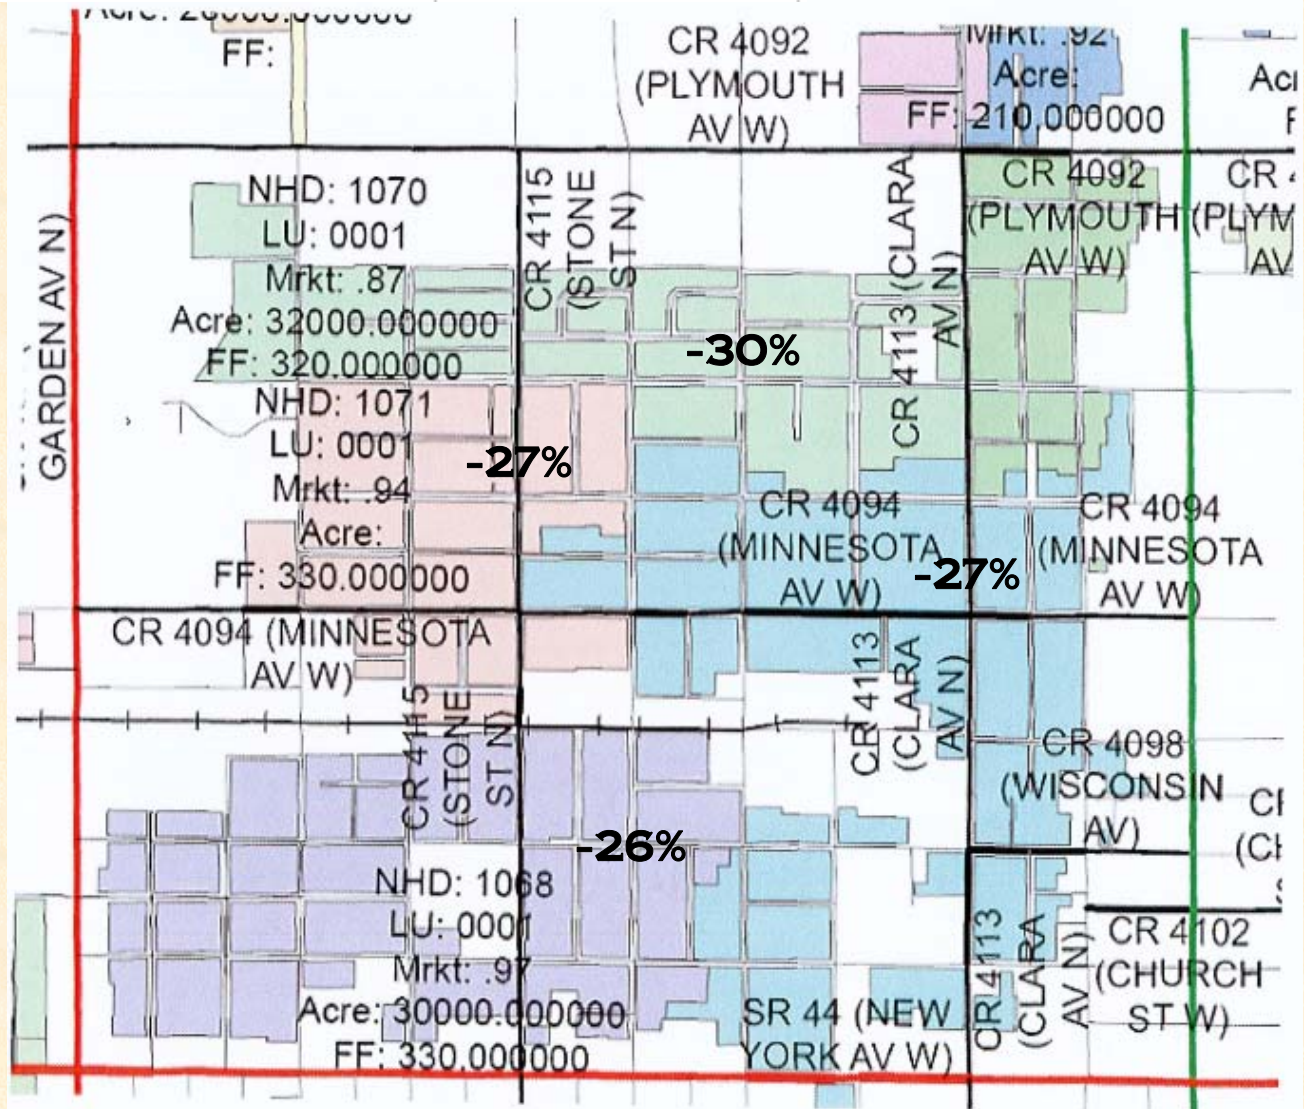 FF:
CR 4092
(PLYMOUTH
AV W)
Mrkt: .92
Acre:
FF: 210.000000
GARDEN AV N)
NHD: 1070
LU: 0001
Mrkt: .87
Acre: 32000.000000
FF: 320.000000
CR 4115
(STONE
ST N)
-30%
CR 4113 (CLARA
AV N)
CR 4092
(PLYMOUTH
AV W)
CR
(PLYM
AV
NHD: 1071
LU: 0001
Mrkt: .94
Acre:
FF: 330.000000
-27%
CR 4094
(MINNESOTA
AV W)
-27%
CR 4094
(MINNESOTA
AV W)
CR 4094 (MINNESOTA
AV W)
CR 4115
(STONE
ST N)
CR 4113
(CLARA
AV N)
CR 4098
(WISCONSIN
AV)
-26%
NHD: 1068
LU: 0001
Mrkt: .97
Acre: 30000.000000
FF: 330.000000
SR 44 (NEW
YORK AV W)
CR 4113
(CLARA
AV N)
CR 4102
(CHURCH
ST W)